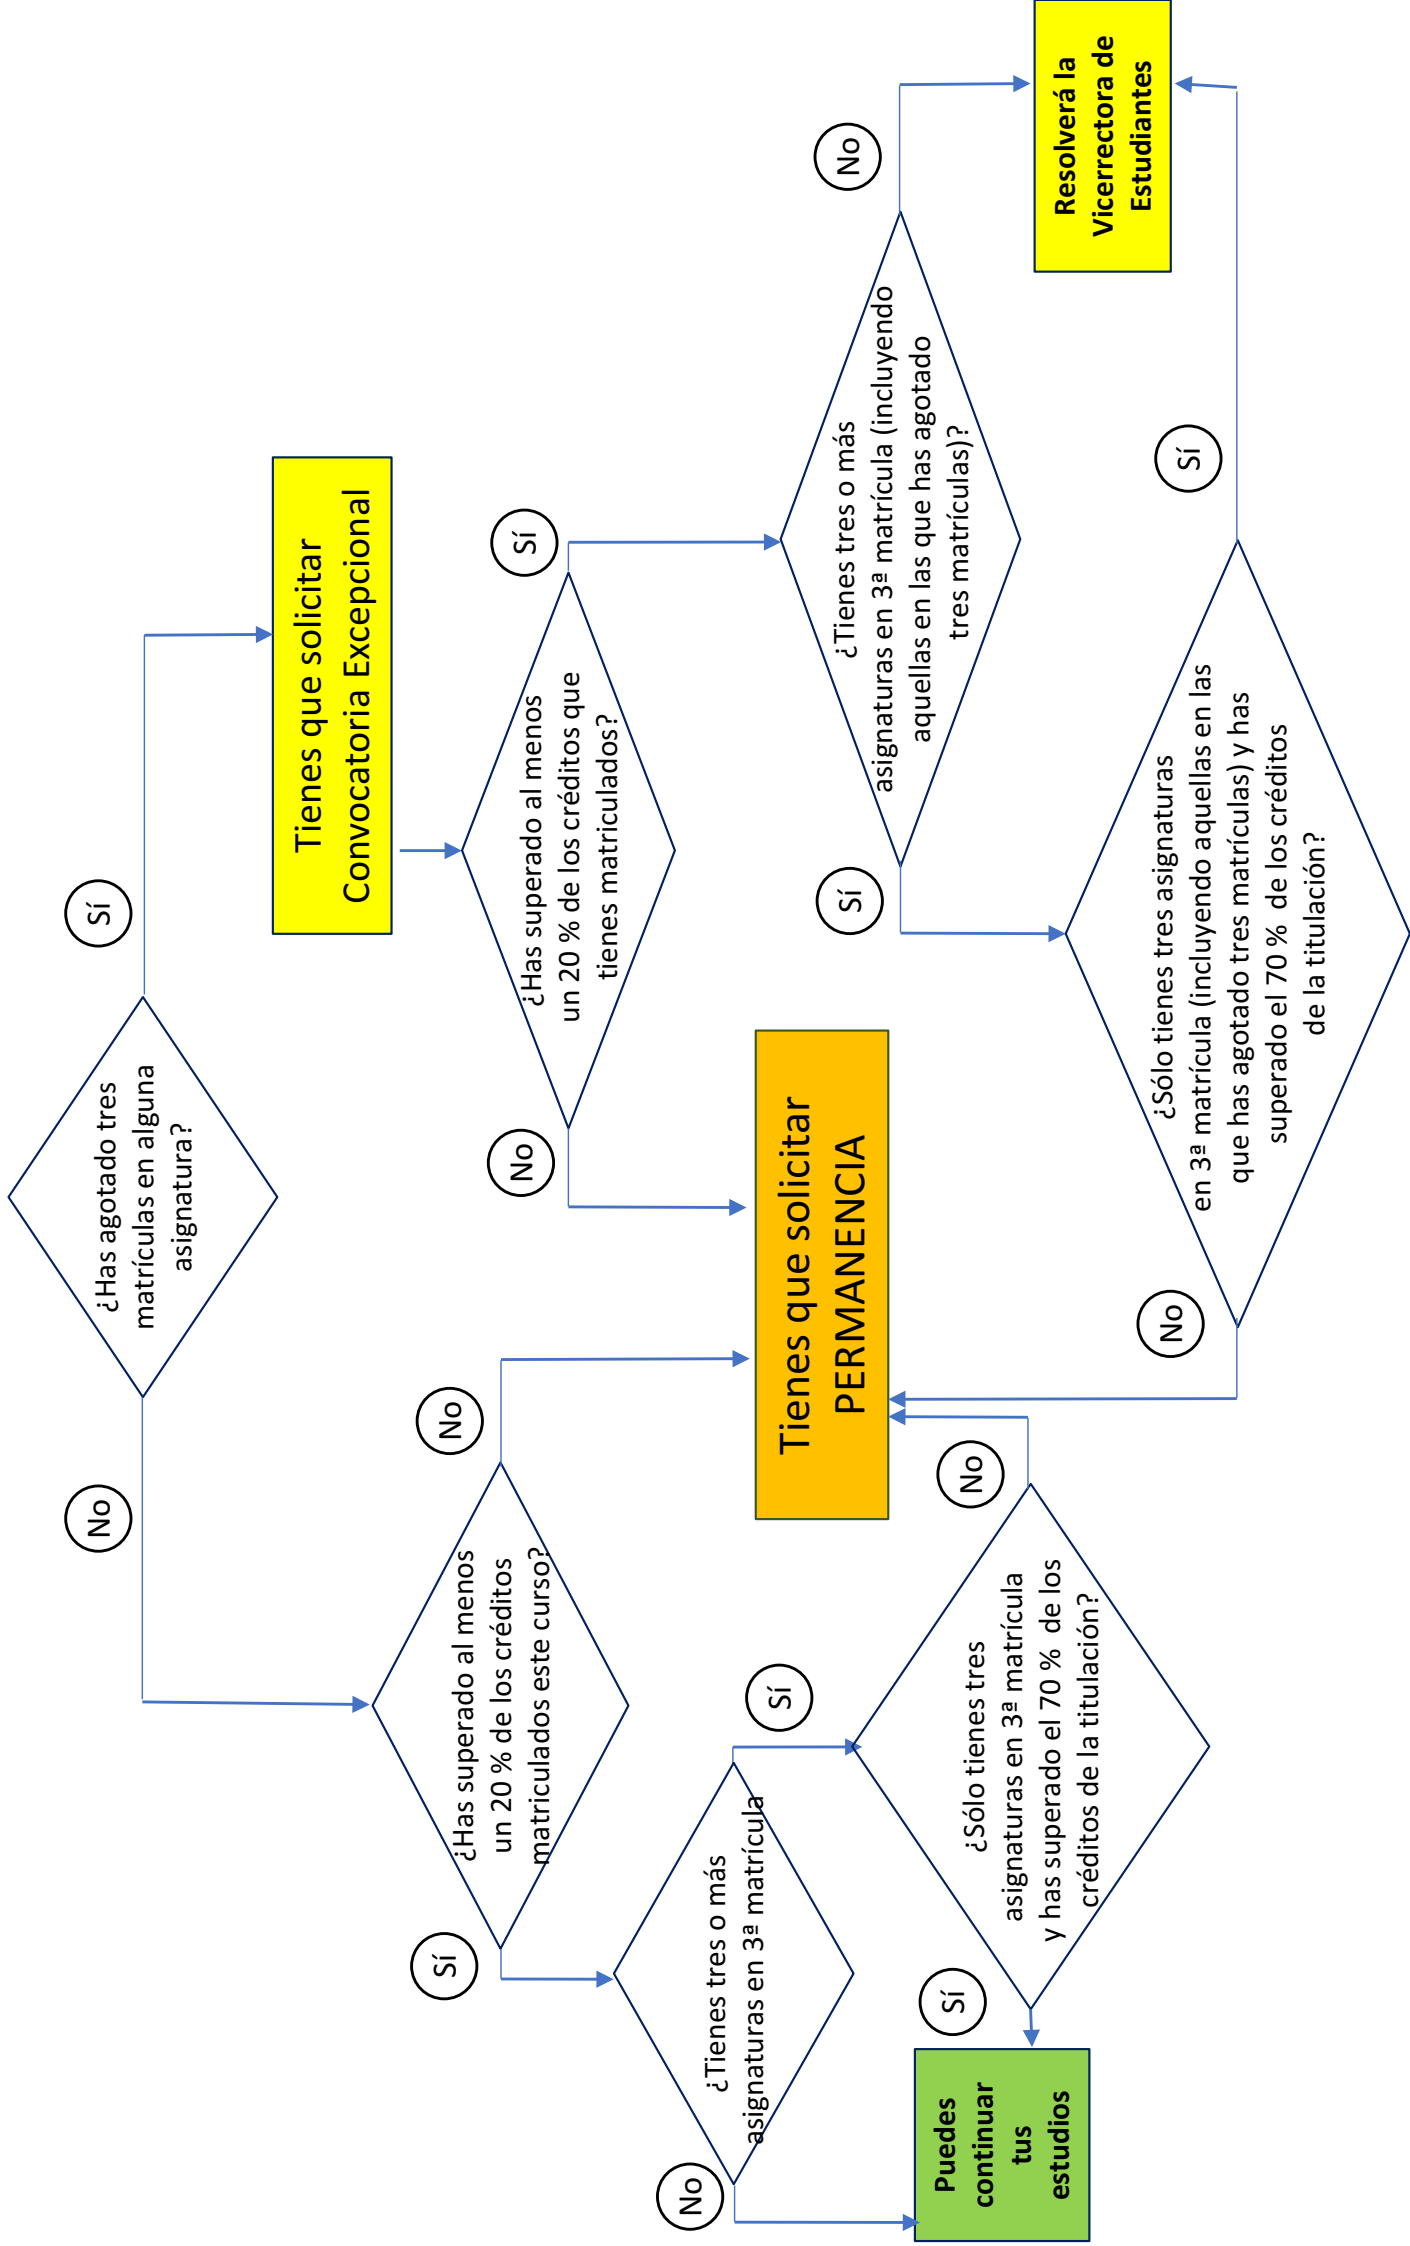 ¿Has agotado tres
matrículas en alguna
asignatura?
No
Sí
Tienes que solicitar
Convocatoria Excepcional
¿Has superado al menos
un 20 % de los créditos
matriculados este curso?
Sí
No
¿Has superado al menos
un 20 % de los créditos que
tienes matriculados?
No
Sí
¿Tienes tres o más
asignaturas en 3ª matrícula
No
Sí
Tienes que solicitar
PERMANENCIA
¿Tienes tres o más
asignaturas en 3ª matrícula (incluyendo
aquellas en las que has agotado
tres matrículas)?
Sí
No
¿Sólo tienes tres
asignaturas en 3ª matrícula
y has superado el 70 % de los
créditos de la titulación?
Sí
No
Puedes
continuar
tus
estudios
¿Sólo tienes tres asignaturas
en 3ª matrícula (incluyendo aquellas en las
que has agotado tres matrículas) y has
superado el 70 % de los créditos
de la titulación?
No
Sí
Resolverá la
Vicerrectora de
Estudiantes